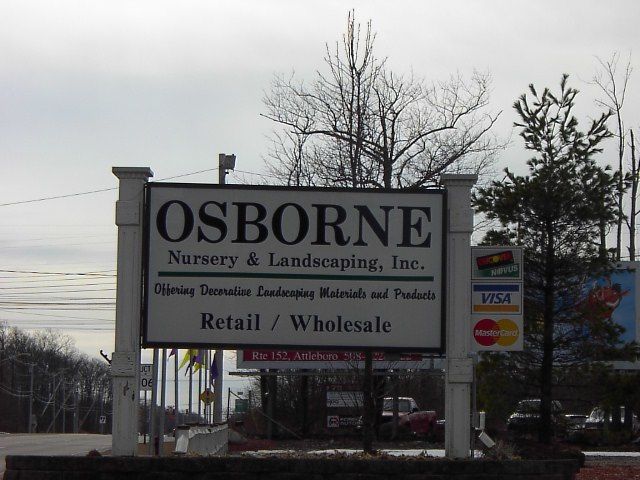 OSBORNE
Nursery & Landscaping, Inc.
Offering Decorative Landscaping Materials and Products
Retail / Wholesale
NOVUS
VISA
MasterCard
Rte 152, Attleboro